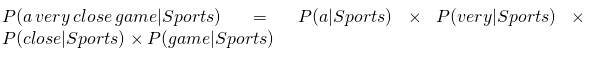 P(a very close game|Sports) = P(a|Sports) × P(very|Sports) ×
P(close|Sports) × P(game|Sports)